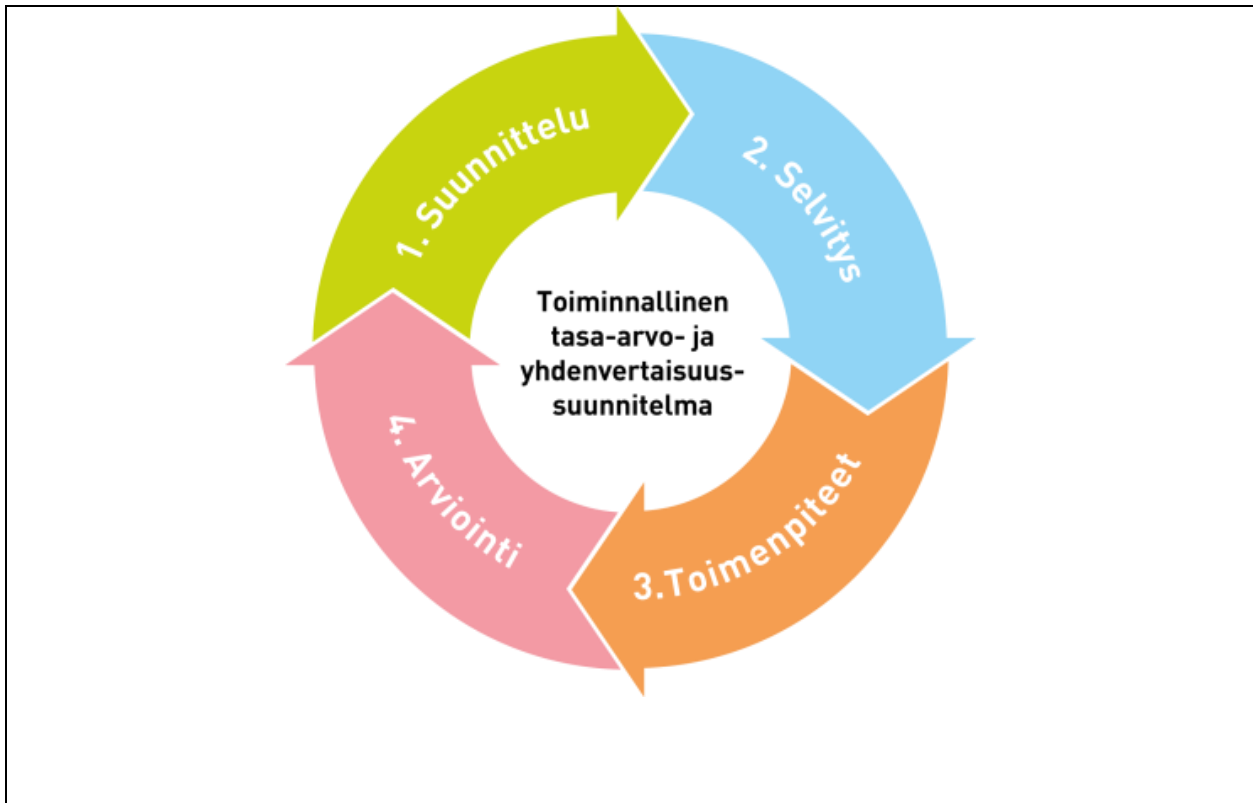 1. Suunnittelu
2. Selvitys
3.Toimenpiteet
4. Arviointi
Toiminnallinen
tasa-arvo- ja
yhdenvertaisuus-
suunnitelma